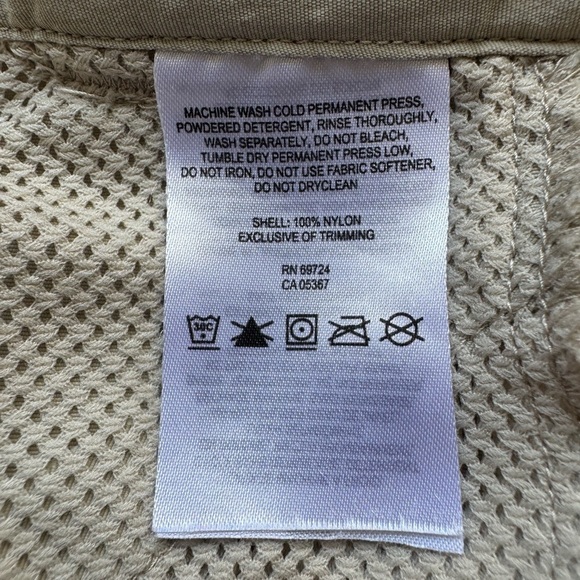 MACHINE WASH COLD PERMANENT PRESS,
POWDERED DETERGENT, RINSE THOROUGHLY,
WASH SEPARATELY, DO NOT BLEACH,
TUMBLE DRY PERMANENT PRESS LOW,
DO NOT IRON, DO NOT USE FABRIC SOFTENER,
DO NOT DRYCLEAN
SHELL: 100% NYLON
EXCLUSIVE OF TRIMMING
RN 69724
CA 05367
30C